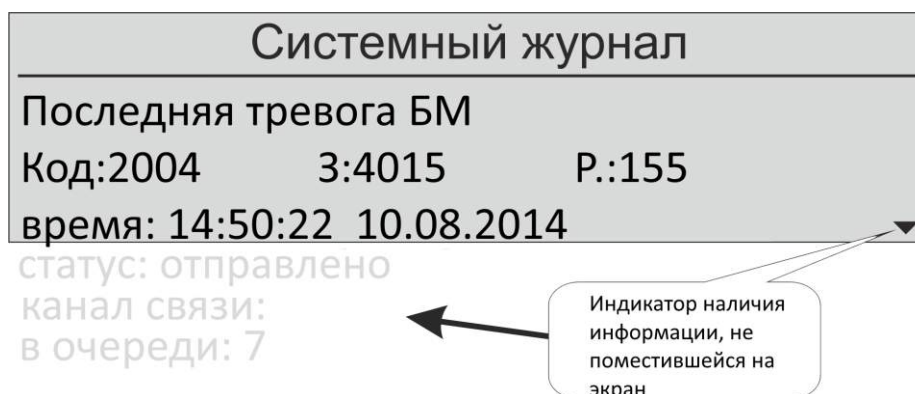 Системный журнал
Последняя тревога БМ
Код:2004 З:4015 Р.:155
время: 14:50:22 10.08.2014
статус: отправлено
канал связи:
в очереди: 7
Индикатор наличия
информации, не
поместившейся на
экран